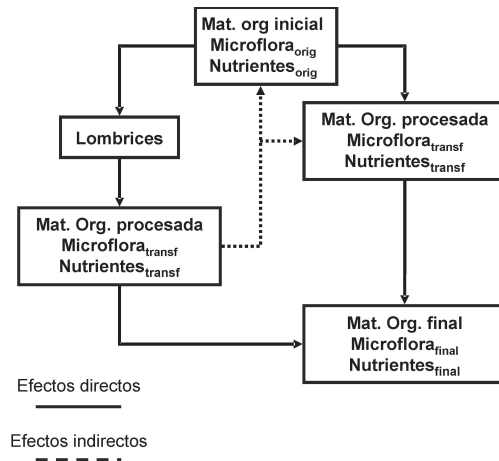 Mat. org inicial
Microflora orig
Nutrientes orig
Mat. Org. procesada
Microflora transf
Nutrientes transf
Lombrices
Mat. Org. procesada
Microflora transf
Nutrientes transf
Mat. Org. final
Microflora final
Nutrientes final
Efectos directos
Efectos indirectos